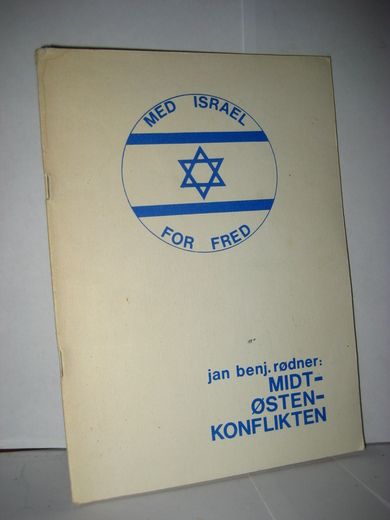 MED ISRAEL
FOR FRED
jan benj. rødner:
MIDT-
ØSTEN-
KONFLIKTEN